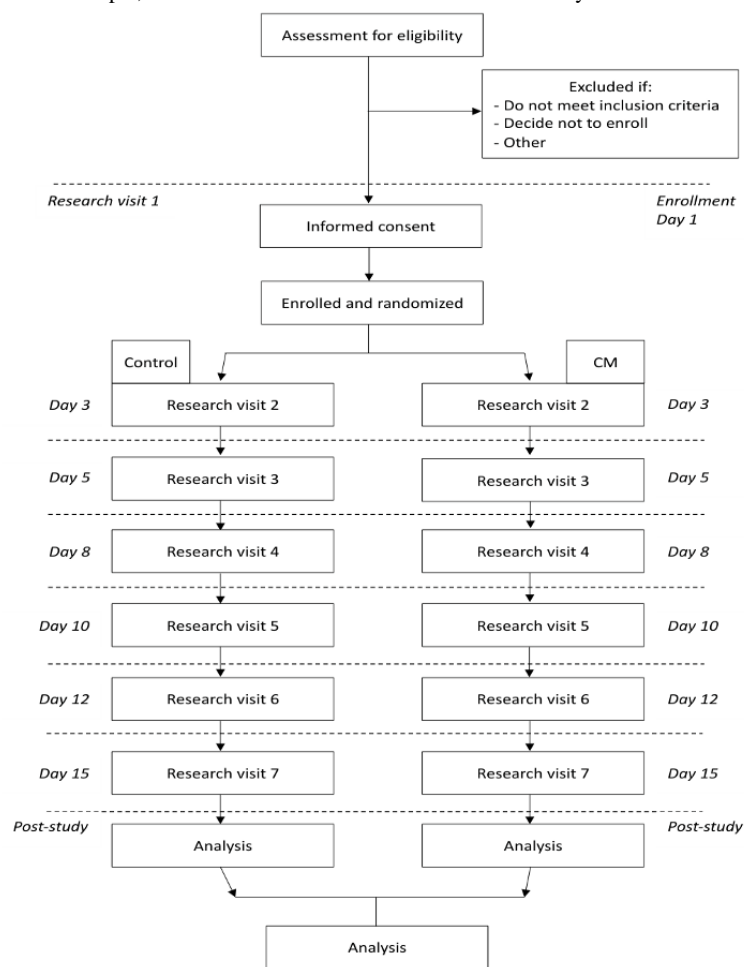 Assessment for eligibility
Excluded if:
- Do not meet inclusion criteria
- Decide not to enroll
- Other
Research visit 1
Enrollment
Day 1
Informed consent
Enrolled and randomized
Control
CM
Day 3
Research visit 2
Research visit 2
Day 3
Day 5
Research visit 3
Research visit 3
Day 5
Day 8
Research visit 4
Research visit 4
Day 8
Day 10
Research visit 5
Research visit 5
Day 10
Day 12
Research visit 6
Research visit 6
Day 12
Day 15
Research visit 7
Research visit 7
Day 15
Post-study
Analysis
Analysis
Post-study
Analysis